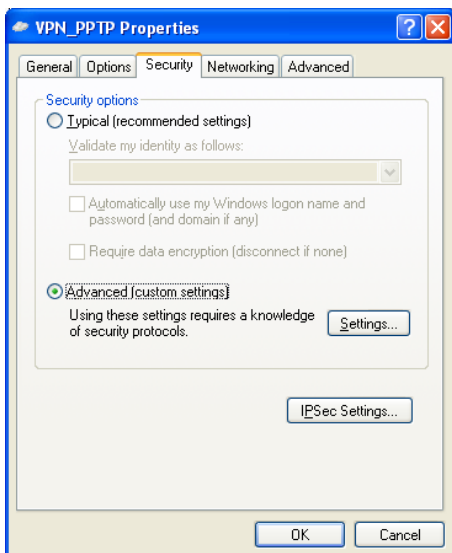 VPN_PPTP Properties
General Options Security Networking Advanced
Security options
Typical (recommended settings)
Validate my identity as follows:
Automatically use my Windows logon name and
password (and domain if any)
Require data encryption (disconnect if none)
Advanced (custom settings)
Using these settings requires a knowledge
of security protocols.
Settings...
IPSec Settings...
OK Cancel